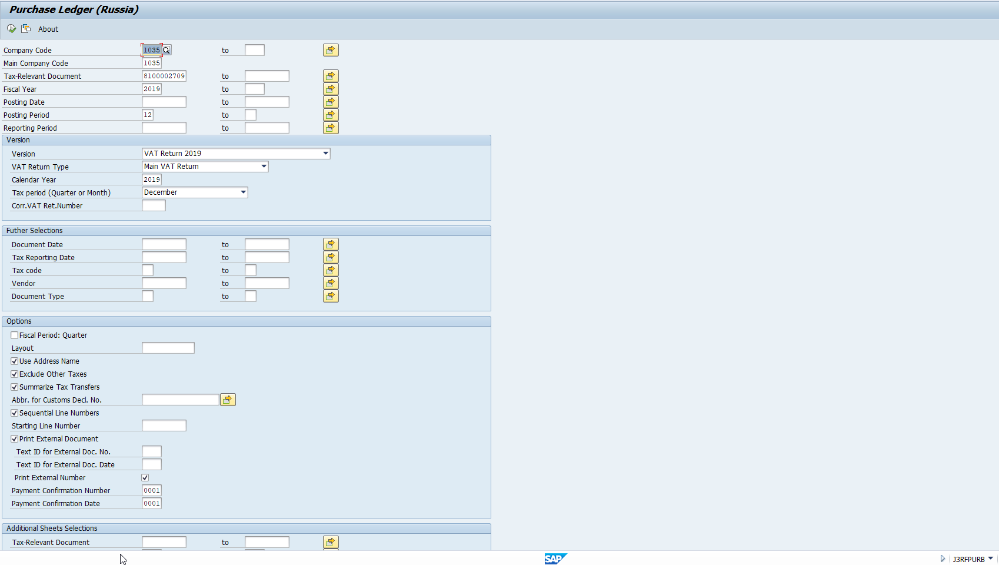 Purchase Ledger (Russia)
About
Company Code 1035 to
Main Company Code 1035
Tax-Relevant Document 8100002709 to
Fiscal Year 2019 to
Posting Date to
Posting Period 12 to
Reporting Period to
Version
Version VAT Return 2019
VAT Return Type Main VAT Return
Calendar Year 2019
Tax period (Quarter or Month) December
Corr.VAT Ret.Number
Futher Selections
Document Date to
Tax Reporting Date to
Tax code to
Vendor to
Document Type to
Options
Fiscal Period: Quarter
Layout
Use Address Name
Exclude Other Taxes
Summarize Tax Transfers
Abbr. for Customs Decl. No.
Sequential Line Numbers
Starting Line Number
Print External Document
Text ID for External Doc. No.
Text ID for External Doc. Date
Print External Number
Payment Confirmation Number 0001
Payment Confirmation Date 0001
Additional Sheets Selections
Tax-Relevant Document to
SAP J3RFPURB